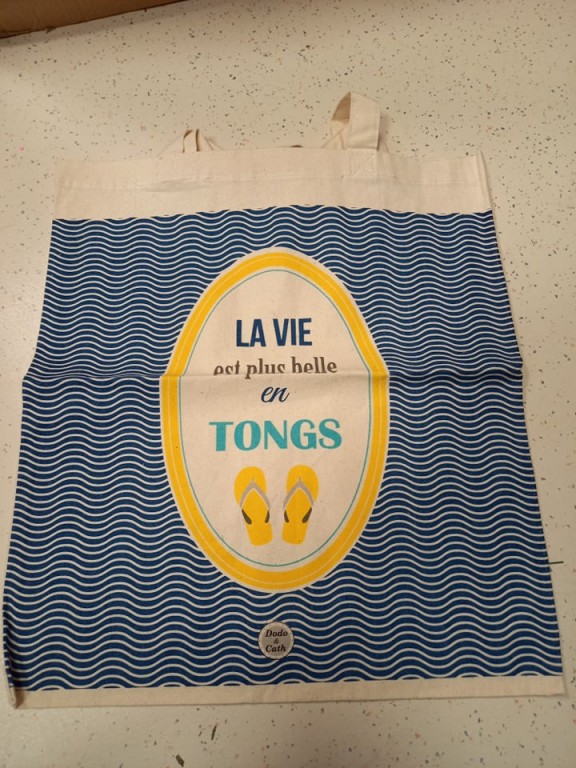 LA VIE
est plus belle
en
TONGS
Dodo
&
Cath